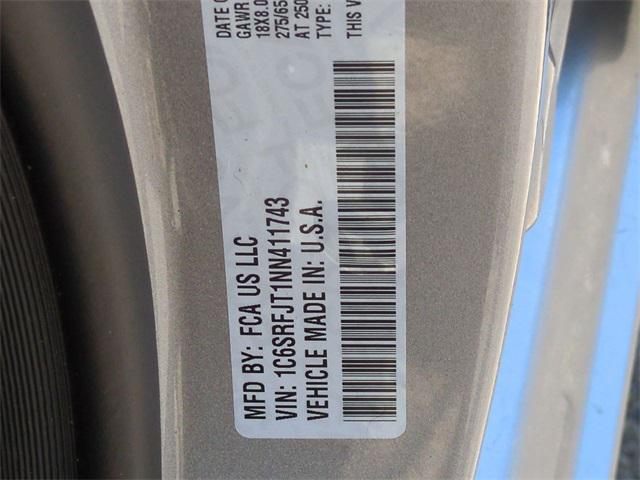 MFD BY: FCA US LLC
VIN: 1C6SRFJT1NN411743
VEHICLE MADE IN: U.S.A.
DATE O
GAWR
18X8.0
275/65
AT 250
TYPE:
THIS V